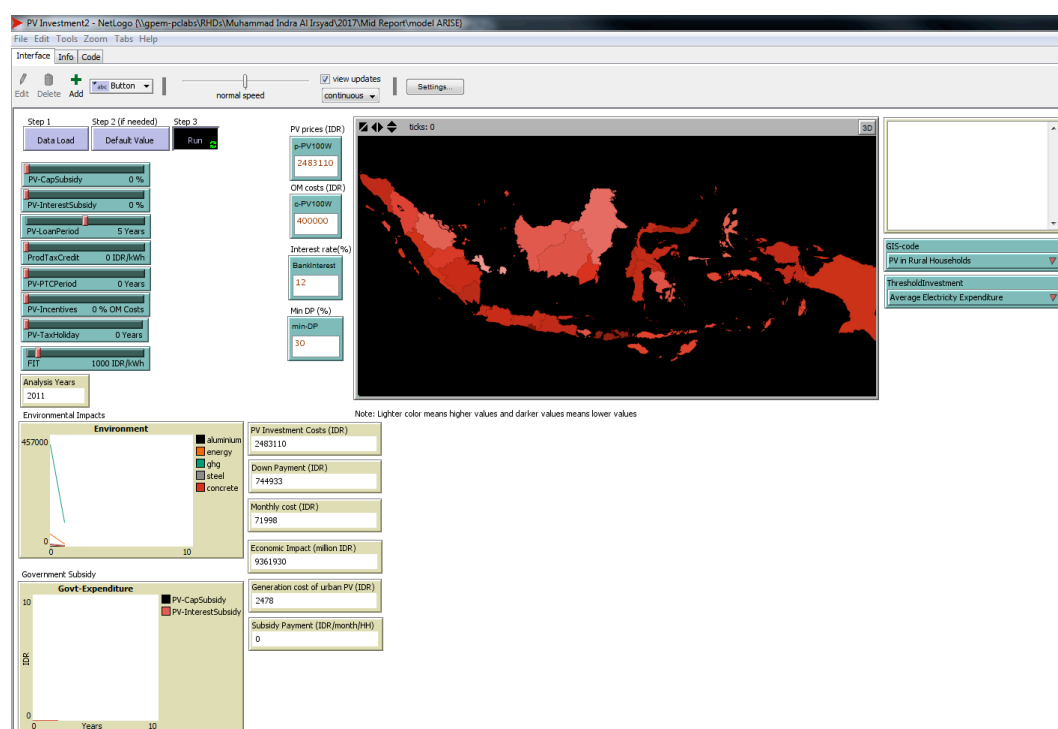 PV Investment2 - NetLogo {\\gpem-pclabs\RHDs\Muhammad Indra Al Irsyad\2017\Mid Report\model ARISE}
File Edit Tools Zoom Tabs Help
Interface Info Code
Edit Delete Add
abc Button
normal speed
view updates
continuous
Settings...
Step 1 Step 2 (if needed) Step 3
Data Load Default Value Run
PV-CapSubsidy 0 %
PV-InterestSubsidy 0 %
PV-LoanPeriod 5 Years
ProdTaxCredit 0 IDR/kWh
PV-PTCPeriod 0 Years
PV-Incentives 0 % OM Costs
PV-TaxHoliday 0 Years
FIT 1000 IDR/kWh
Analysis Years
2011
PV prices (IDR)
p-PV100W
2483110
OM costs (IDR)
o-PV100W
400000
Interest rate(%)
BankInterest
12
Min DP (%)
min-DP
30
ticks: 0
3D
GIS-code
PV in Rural Households
ThresholdInvestment
Average Electricity Expenditure
Note: Lighter color means higher values and darker values means lower values
Environmental Impacts
Environment
457000
0
0 10
aluminium
energy
ghg
steel
concrete
PV Investment Costs (IDR)
2483110
Down Payment (IDR)
744933
Monthly cost (IDR)
71998
Economic Impact (million IDR)
9361930
Generation cost of urban PV (IDR)
2478
Subsidy Payment (IDR/month/HH)
0
Government Subsidy
Govt-Expenditure
10
IDR
0
0 Years 10
PV-CapSubsidy
PV-InterestSubsidy